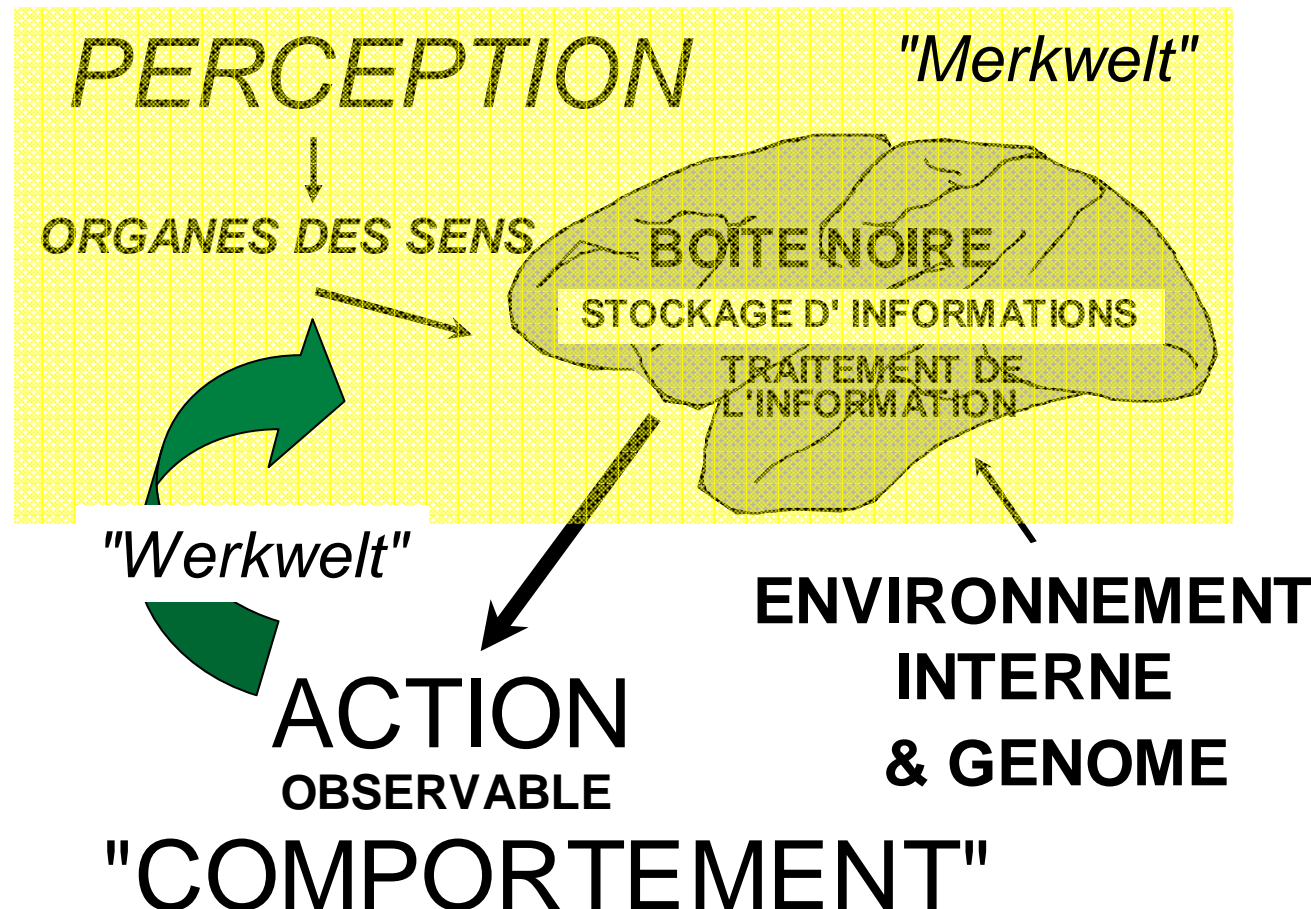 PERCEPTION
"Merkwelt"
ORGANES DES SENS
BOITE NOIRE
STOCKAGE D' INFORMATIONS
TRAITEMENT DE
L'INFORMATION
"Werkwelt"
ENVIRONNEMENT
INTERNE
& GENOME
ACTION
OBSERVABLE
"COMPORTEMENT"